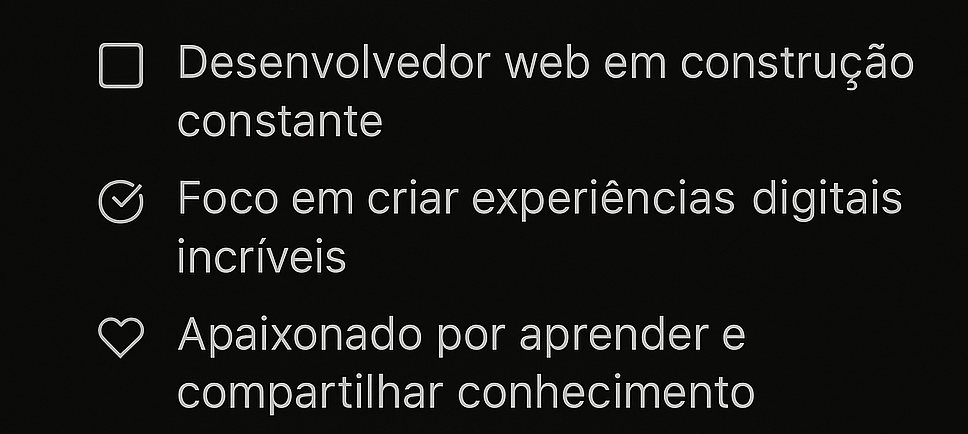 Desenvolvedor web em construção
constante
Foco em criar experiências digitais
incríveis
Apaixonado por aprender e
compartilhar conhecimento